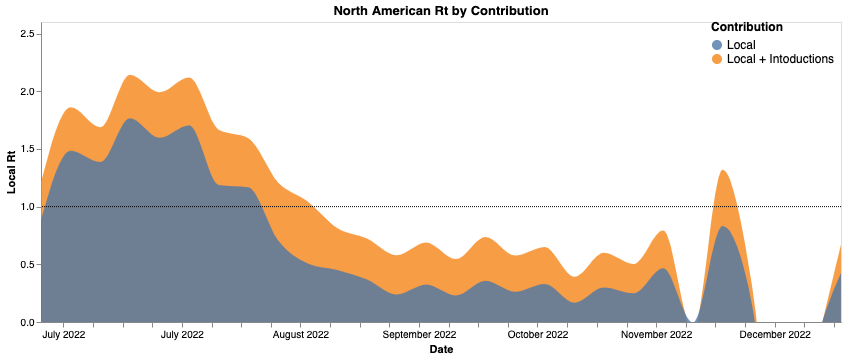 North American Rt by Contribution
Contribution
Local
Local + Intoductions
2.5
2.0
1.5
1.0
0.5
0.0
Local Rt
July 2022 July 2022 August 2022 September 2022 October 2022 November 2022 December 2022
Date